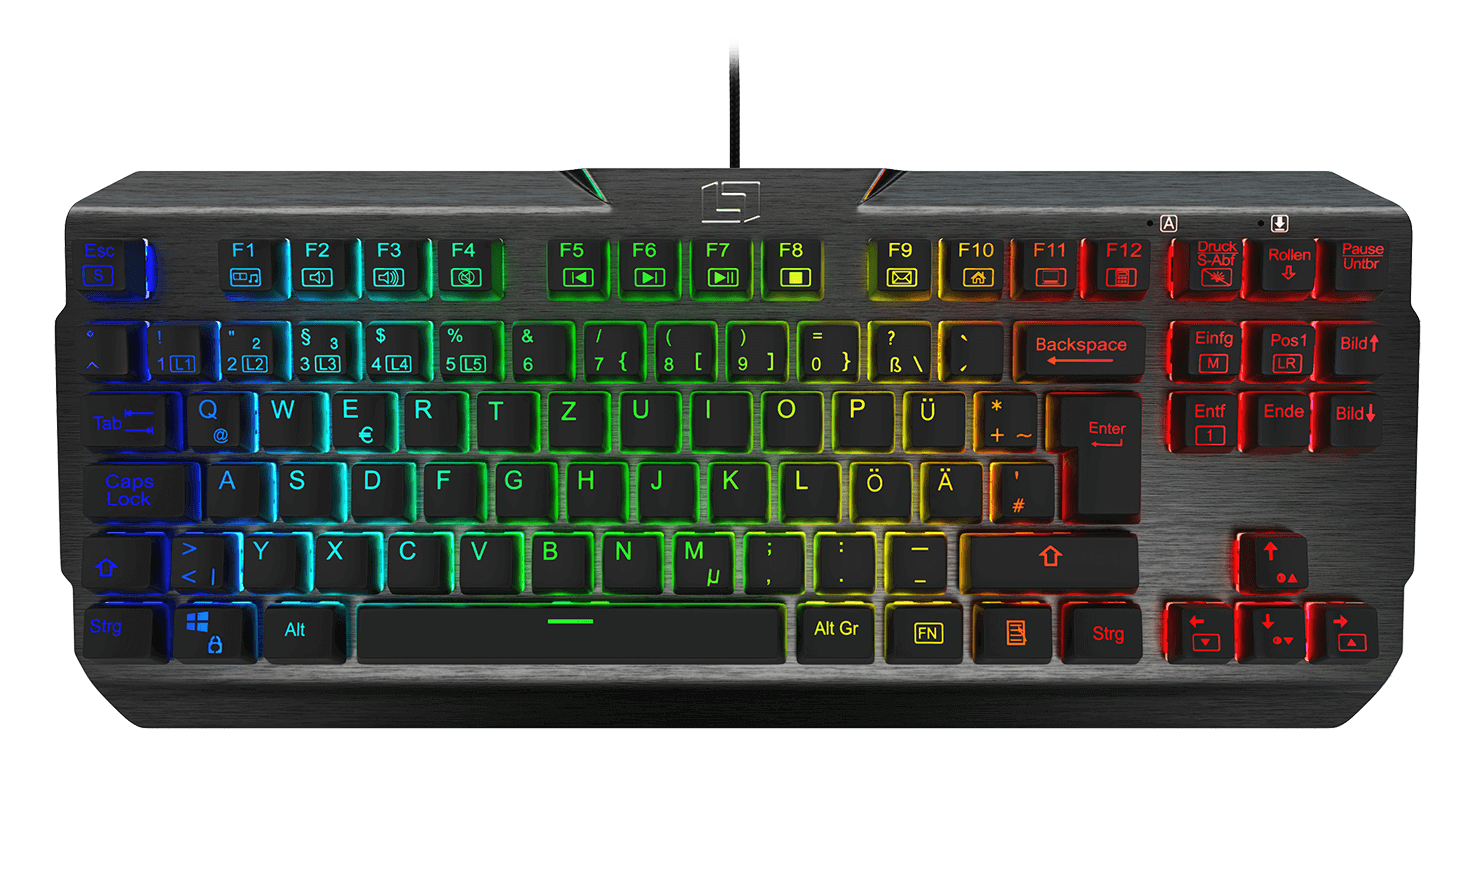 A
Esc F1 F2 F3 F4 F5 F6 F7 F8 F9 F10 F11 F12 Druck Rollen Pause
S S-Abf Untbr
° ! " 2 § 3 $ % & / ( ) = ? ` Backspace Einfg Pos1 Bild↑
^ 1 L1 2 L2 3 L3 4 L4 5 L5 6 7 { 8 [ 9 ] 0 } ß \ ´ M LR
Tab Q W E R T Z U I O P Ü * Enter Entf Ende Bild↓
@ € + ~ 1
Caps A S D F G H J K L Ö Ä '
Lock #
> Y X C V B N M ; : _
< | µ , . -
Strg Alt Alt Gr FN Strg